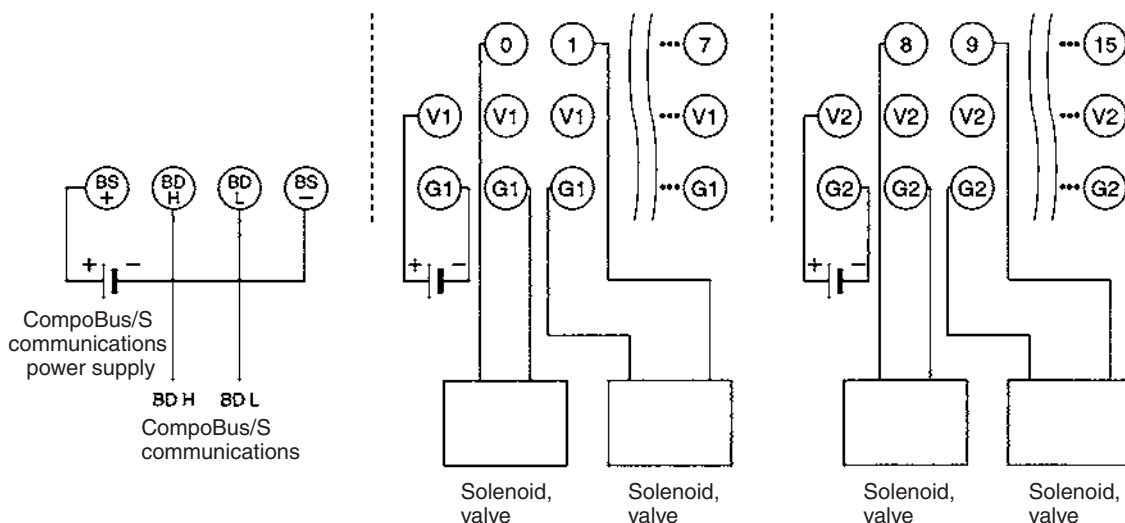 0 1 ••• 7 8 9 ••• 15
V1 V1 V1 ••• V1 V2 V2 V2 ••• V2
BS + BD H BD L BS −
G1 G1 G1 ••• G1 G2 G2 G2 ••• G2
+ − + − + −
CompoBus/S
communications
power supply
BD H BD L
CompoBus/S
communications
Solenoid,
valve
Solenoid,
valve
Solenoid,
valve
Solenoid,
valve